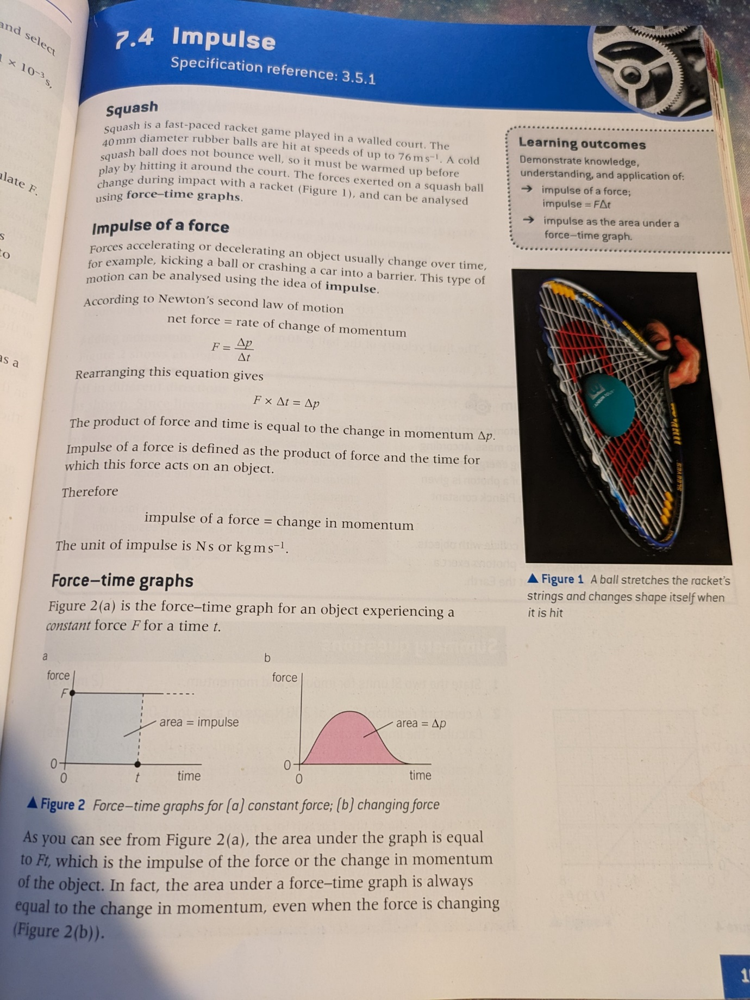 and select
1 × 10⁻³ s,
ulate F.
s
to
as a
7.4 Impulse
Specification reference: 3.5.1
Squash
Squash is a fast-paced racket game played in a walled court. The
40 mm diameter rubber balls are hit at speeds of up to 76 m s⁻¹. A cold
squash ball does not bounce well, so it must be warmed up before
play by hitting it around the court. The forces exerted on a squash ball
change during impact with a racket (Figure 1), and can be analysed
using force–time graphs.
Impulse of a force
Forces accelerating or decelerating an object usually change over time,
for example, kicking a ball or crashing a car into a barrier. This type of
motion can be analysed using the idea of impulse.
According to Newton's second law of motion
net force = rate of change of momentum
F = Δp/Δt
Rearranging this equation gives
F × Δt = Δp
The product of force and time is equal to the change in momentum Δp.
Impulse of a force is defined as the product of force and the time for
which this force acts on an object.
Therefore
impulse of a force = change in momentum
The unit of impulse is N s or kg m s⁻¹.
Force–time graphs
Figure 2(a) is the force–time graph for an object experiencing a
constant force F for a time t.
a
force
F
area = impulse
0
0
t
time
b
force
area = Δp
0
0
time
▲ Figure 2 Force–time graphs for (a) constant force; (b) changing force
As you can see from Figure 2(a), the area under the graph is equal
to Ft, which is the impulse of the force or the change in momentum
of the object. In fact, the area under a force–time graph is always
equal to the change in momentum, even when the force is changing
(Figure 2(b)).
Learning outcomes
Demonstrate knowledge,
understanding, and application of:
→ impulse of a force;
impulse = FΔt
→ impulse as the area under a
force–time graph.
SLEEVES
▲ Figure 1 A ball stretches the racket's
strings and changes shape itself when
it is hit